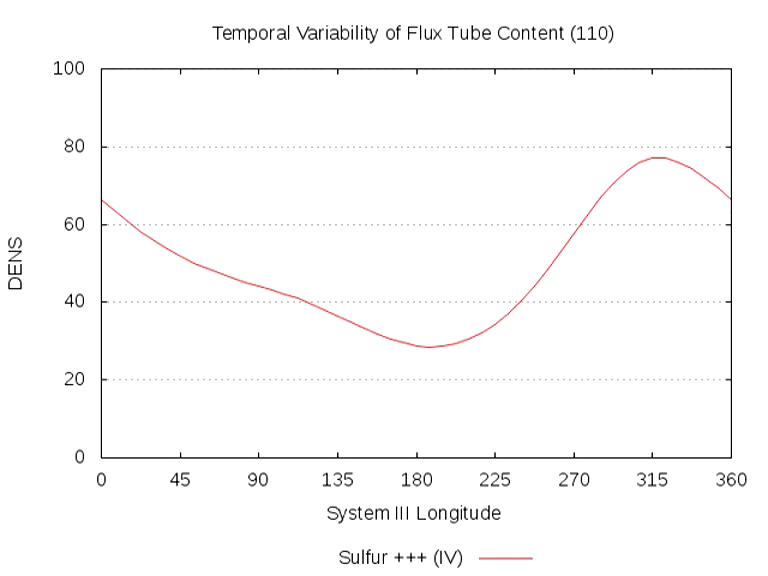 Temporal Variability of Flux Tube Content (110)
100
80
60
40
20
0
DENS
0 45 90 135 180 225 270 315 360
System III Longitude
Sulfur +++ (IV)